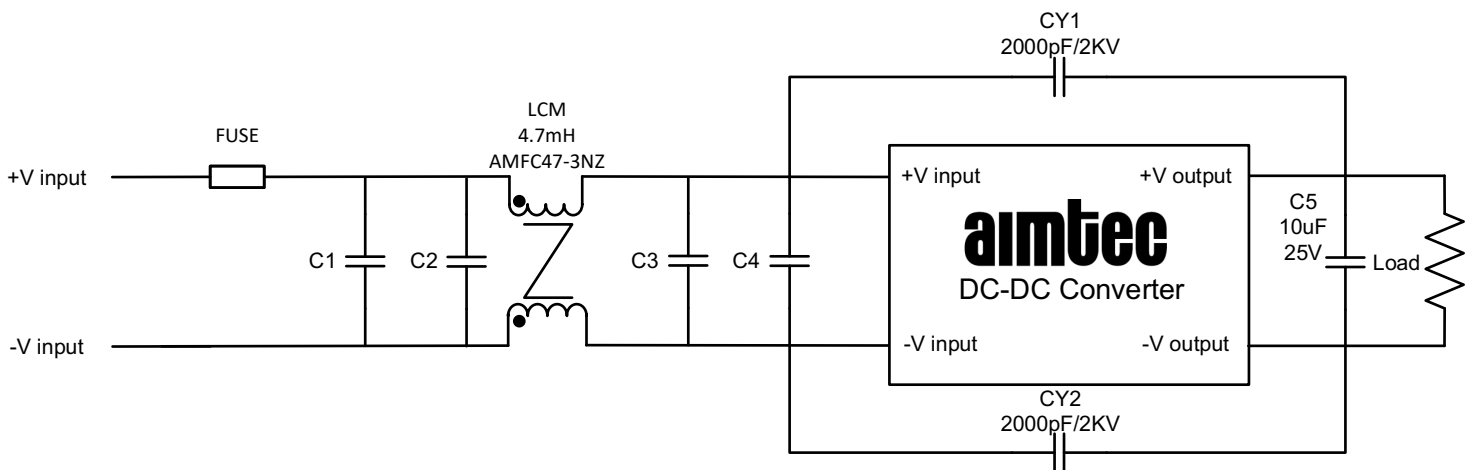 CY1
2000pF/2KV
LCM
4.7mH
AMFC47-3NZ
FUSE
+V input
+V input
+V output
C5
10uF
25V
Load
C1
C2
C3
C4
aimtec
DC-DC Converter
-V input
-V input
-V output
CY2
2000pF/2KV